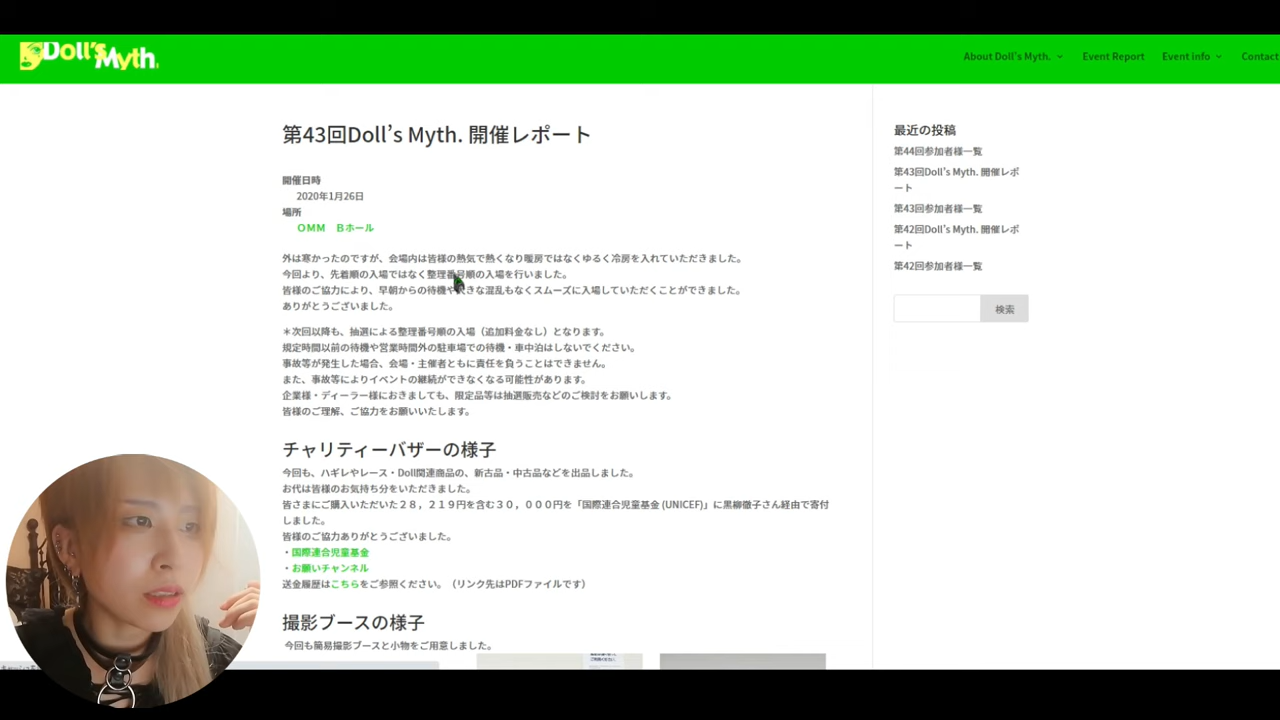 Doll's Myth.
About Doll's Myth.
Event Report
Event info
Contact
第43回Doll's Myth. 開催レポート
開催日時
2020年1月26日
場所
OMM　Bホール
外は寒かったのですが、会場内は皆様の熱気で熱くなり暖房ではなくゆるく冷房を入れていただきました。
今回より、先着順の入場ではなく整理番号順の入場を行いました。
皆様のご協力により、早朝からの待機や大きな混乱もなくスムーズに入場していただくことができました。
ありがとうございました。
＊次回以降も、抽選による整理番号順の入場（追加料金なし）となります。
規定時間以前の待機や営業時間外の駐車場での待機・車中泊はしないでください。
事故等が発生した場合、会場・主催者ともに責任を負うことはできません。
また、事故等によりイベントの継続ができなくなる可能性があります。
企業様・ディーラー様におきましても、限定品等は抽選販売などのご検討をお願いします。
皆様のご理解、ご協力をお願いいたします。
チャリティーバザーの様子
今回も、ハギレやレース・Doll関連商品の、新古品・中古品などを出品しました。
お代は皆様のお気持ち分をいただきました。
皆さまにご購入いただいた２８，２１９円を含む３０，０００円を「国際連合児童基金 (UNICEF)」に黒柳徹子さん経由で寄付
しました。
皆様のご協力ありがとうございました。
・国際連合児童基金
・お願いチャンネル
送金履歴はこちらをご参照ください。（リンク先はPDFファイルです）
撮影ブースの様子
今回も簡易撮影ブースと小物をご用意しました。
最近の投稿
第44回参加者様一覧
第43回Doll's Myth. 開催レポ
ート
第43回参加者様一覧
第42回Doll's Myth. 開催レポ
ート
第42回参加者様一覧
検索